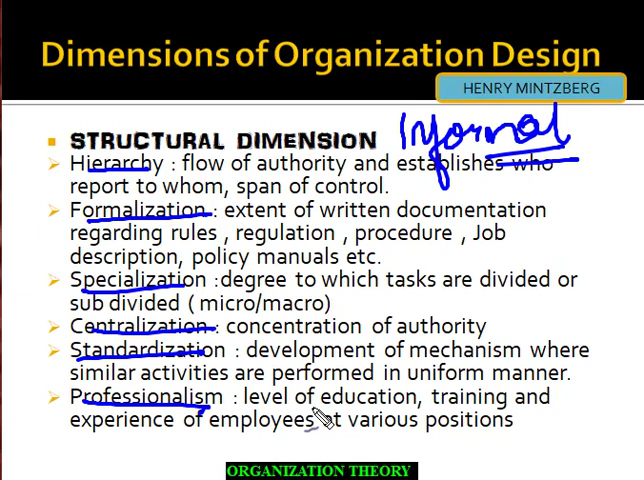 Dimensions of Organization Design
HENRY MINTZBERG
STRUCTURAL DIMENSION Informal
Hierarchy : flow of authority and establishes who
report to whom, span of control.
Formalization : extent of written documentation
regarding rules , regulation , procedure , Job
description, policy manuals etc.
Specialization :degree to which tasks are divided or
sub divided ( micro/macro)
Centralization : concentration of authority
Standardization : development of mechanism where
similar activities are performed in uniform manner.
Professionalism : level of education, training and
experience of employees at various positions
ORGANIZATION THEORY